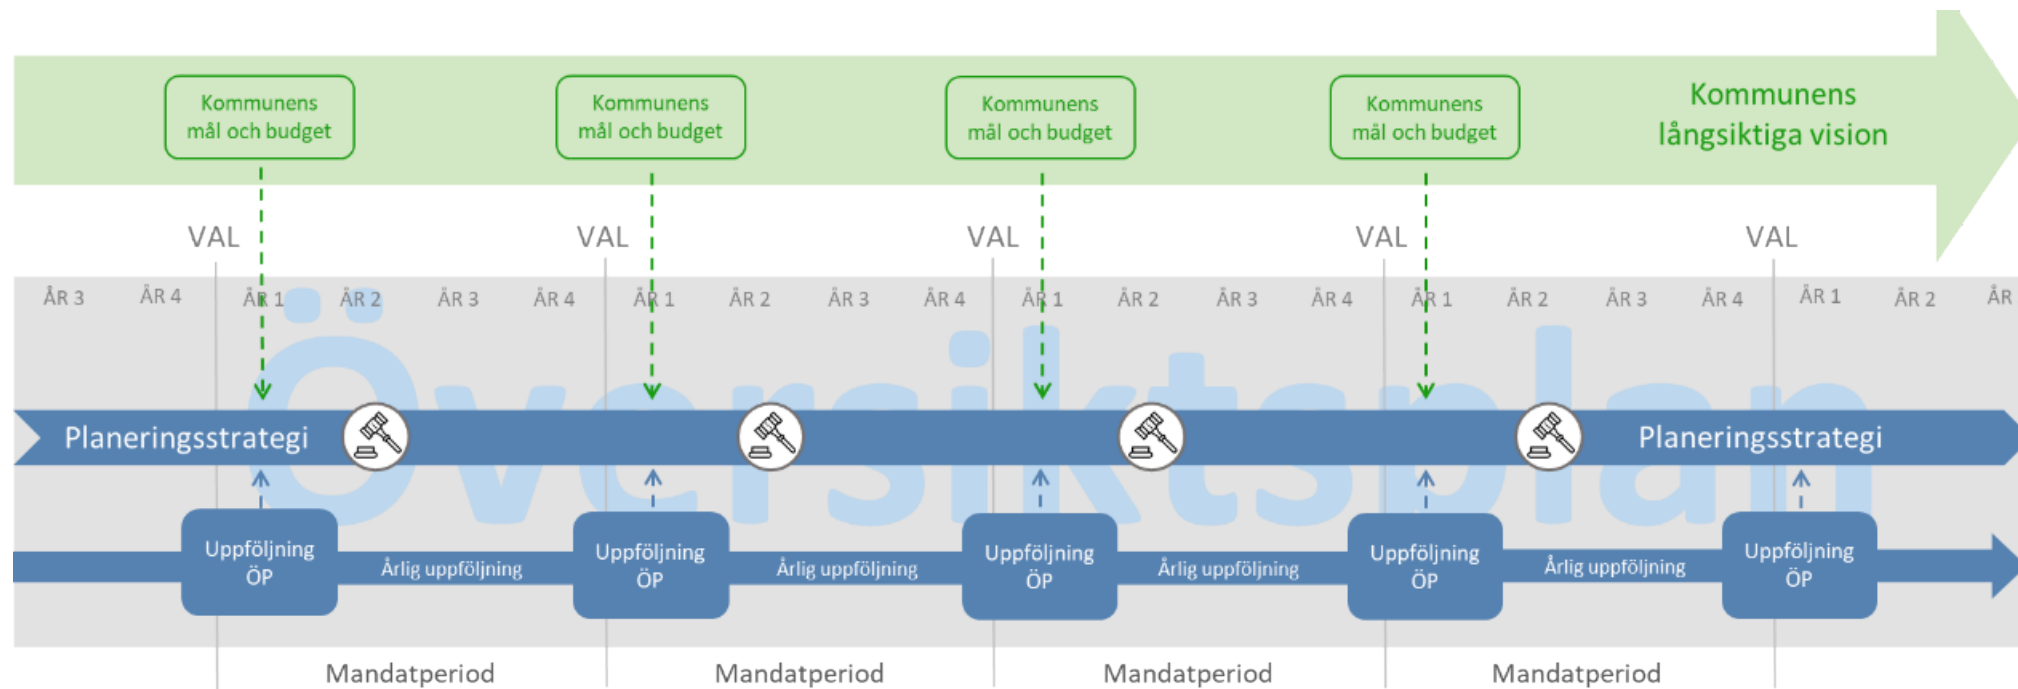 Kommunens
mål och budget
Kommunens
mål och budget
Kommunens
mål och budget
Kommunens
mål och budget
Kommunens
långsiktiga vision
VAL
VAL
VAL
VAL
VAL
ÅR 3
ÅR 4
ÅR 1
ÅR 2
ÅR 3
ÅR 4
ÅR 1
ÅR 2
ÅR 3
ÅR 4
ÅR 1
ÅR 2
ÅR 3
ÅR 4
ÅR 1
ÅR 2
ÅR 3
ÅR 4
ÅR 1
ÅR 2
ÅR
Översiktsplan
Planeringsstrategi
Planeringsstrategi
Uppföljning
ÖP
Årlig uppföljning
Uppföljning
ÖP
Årlig uppföljning
Uppföljning
ÖP
Årlig uppföljning
Uppföljning
ÖP
Årlig uppföljning
Uppföljning
ÖP
Mandatperiod
Mandatperiod
Mandatperiod
Mandatperiod